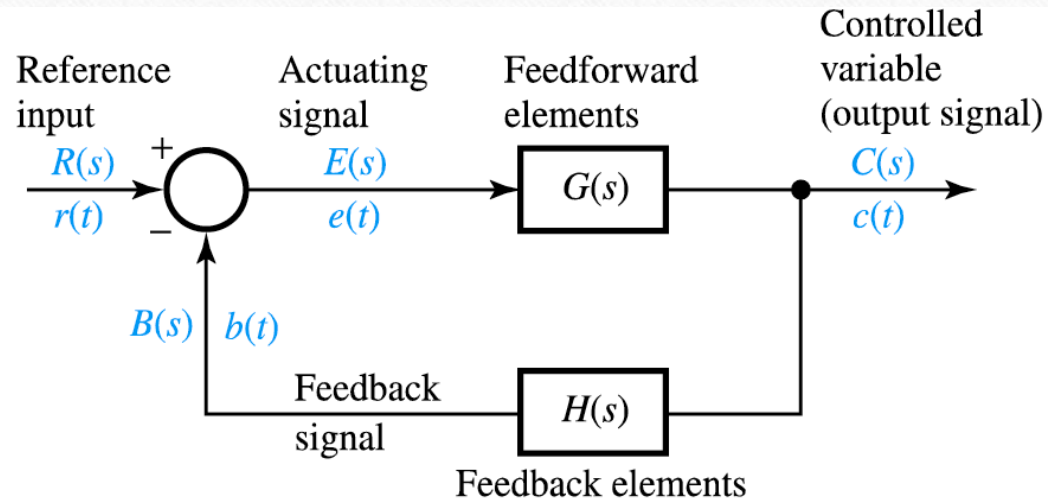 Reference
input
R(s)
r(t)
+
−
Actuating
signal
E(s)
e(t)
Feedforward
elements
G(s)
Controlled
variable
(output signal)
C(s)
c(t)
B(s)
b(t)
Feedback
signal
H(s)
Feedback elements